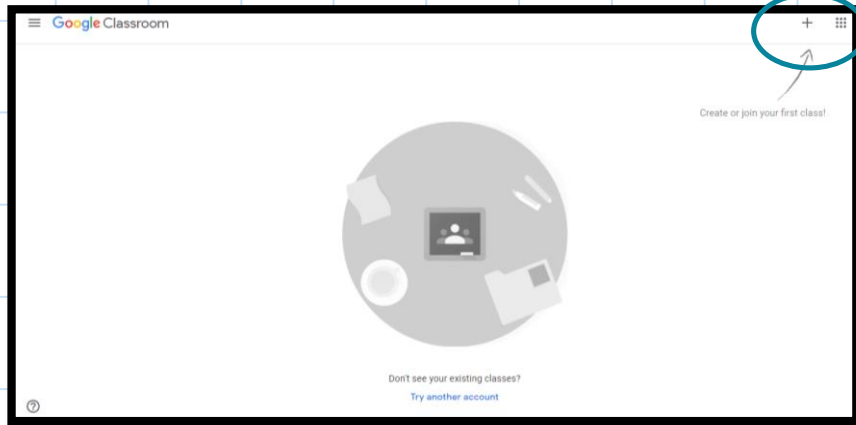 Google Classroom
Create or join your first class!
Don't see your existing classes?
Try another account